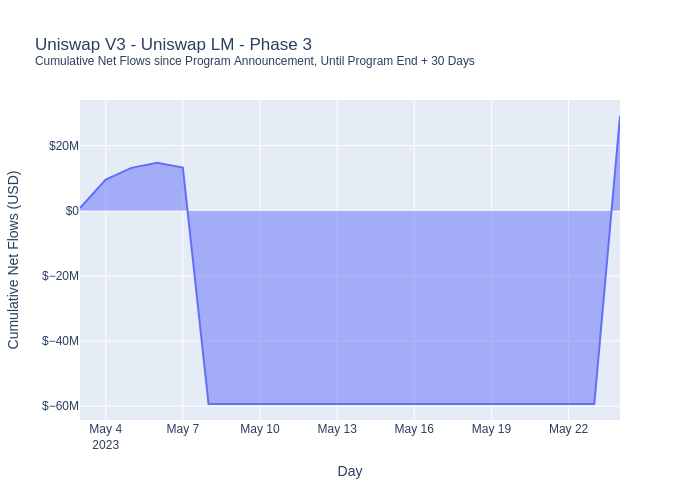 Uniswap V3 - Uniswap LM - Phase 3
Cumulative Net Flows since Program Announcement, Until Program End + 30 Days
Cumulative Net Flows (USD)
$20M
$0
$−20M
$−40M
$−60M
May 4
2023
May 7
May 10
May 13
May 16
May 19
May 22
Day